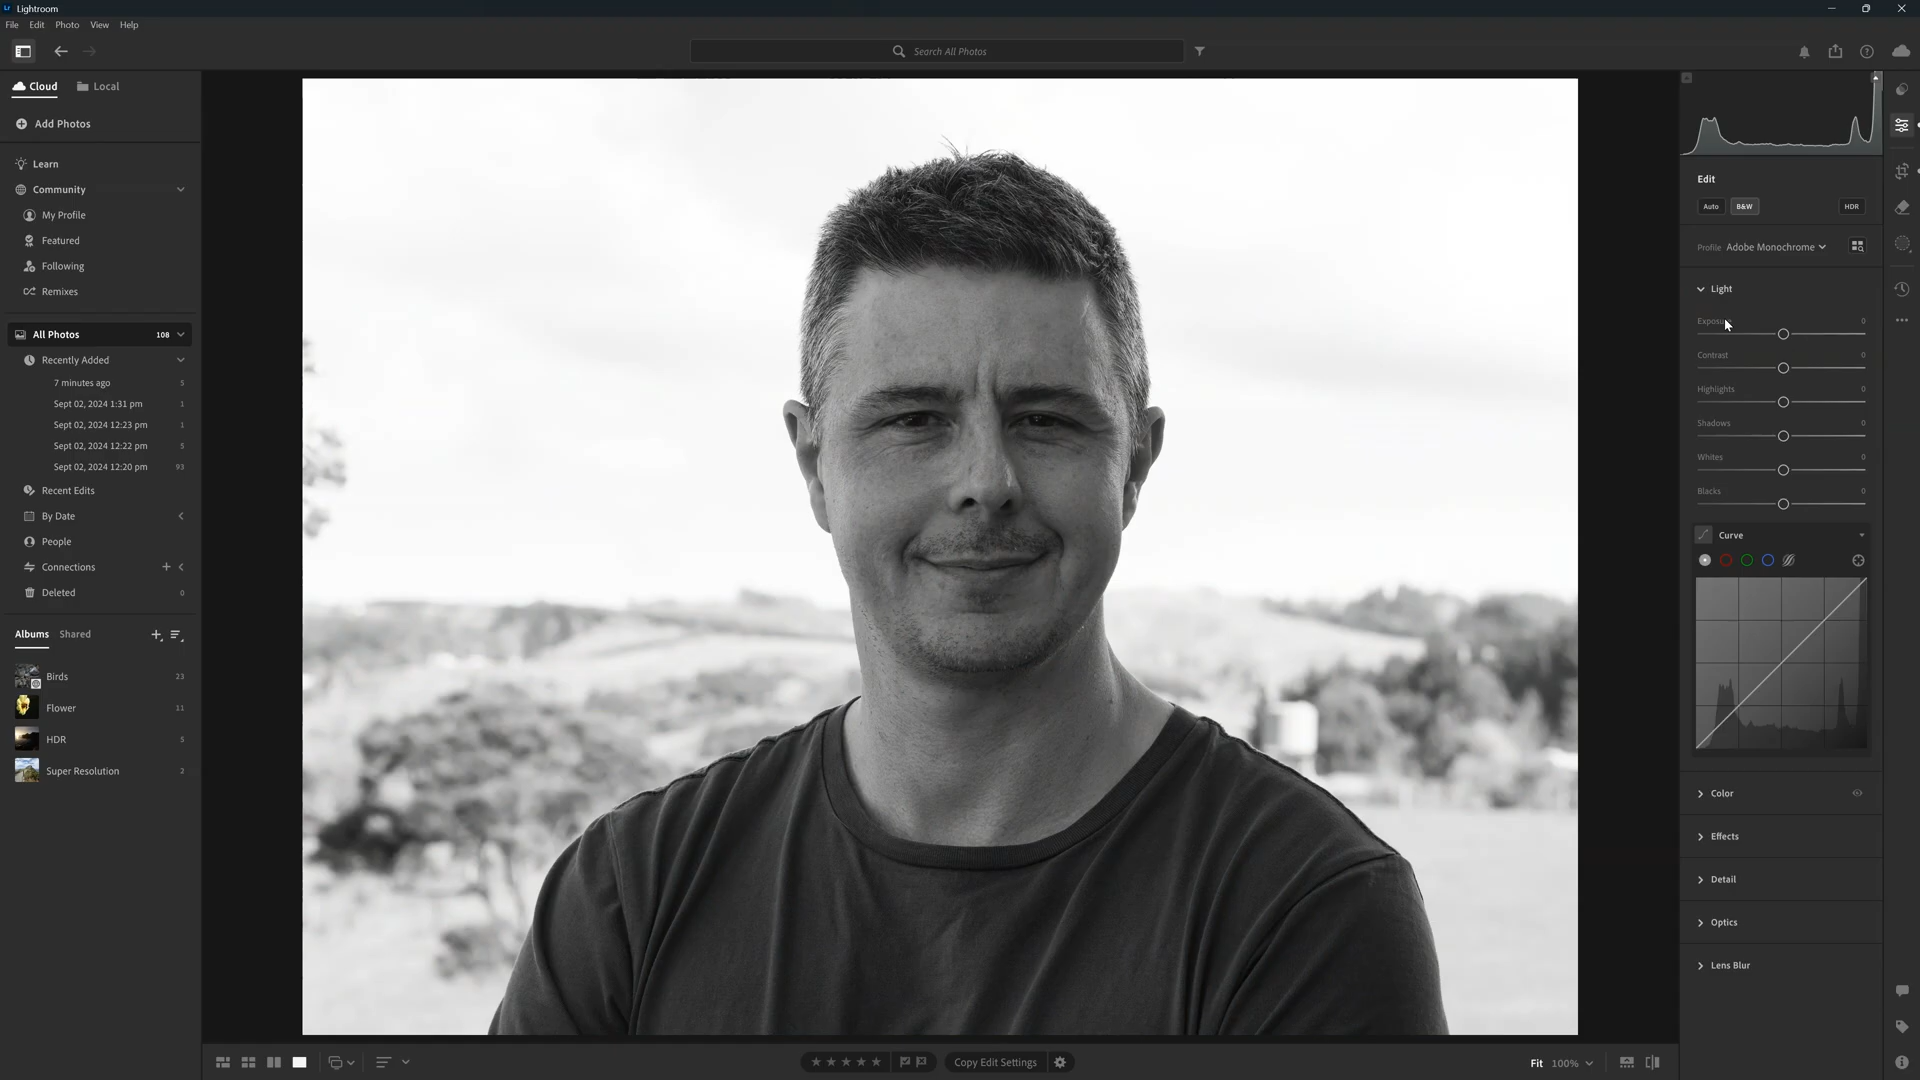 Lightroom
File Edit Photo View Help
Search All Photos
Cloud Local
Add Photos
Learn
Community
My Profile
Featured
Following
Remixes
All Photos 108
Recently Added
7 minutes ago 5
Sept 02, 2024 1:31 pm 1
Sept 02, 2024 12:23 pm 1
Sept 02, 2024 12:22 pm 5
Sept 02, 2024 12:20 pm 93
Recent Edits
By Date
People
Connections
Deleted 0
Albums Shared
Birds 23
Flower 11
HDR 5
Super Resolution 2
Copy Edit Settings
Fit 100%
Edit
Auto B&W HDR
Profile Adobe Monochrome
Light
Exposure 0
Contrast 0
Highlights 0
Shadows 0
Whites 0
Blacks 0
Curve
Color
Effects
Detail
Optics
Lens Blur